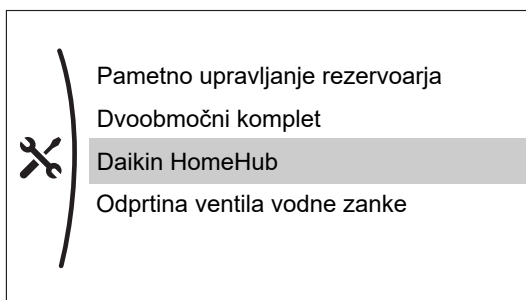 Pametno upravljanje rezervoarja
Dvoobmočni komplet
Daikin HomeHub
Odprtina ventila vodne zanke